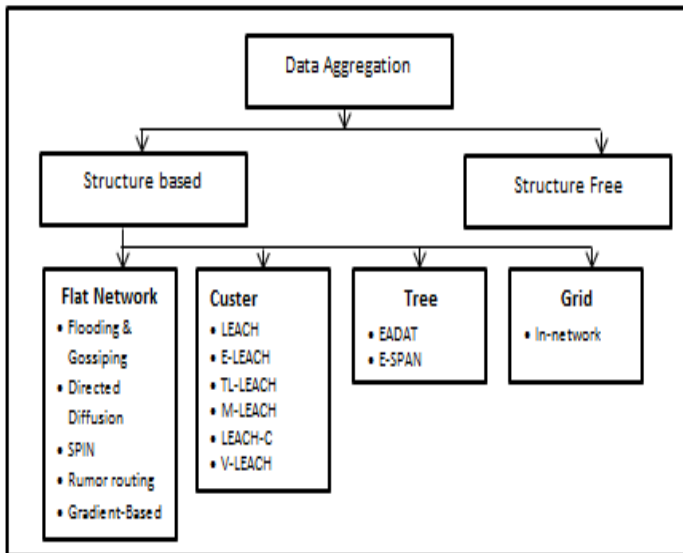 Data Aggregation
Structure based
Structure Free
Flat Network
• Flooding &
Gossiping
• Directed
Diffusion
• SPIN
• Rumor routing
• Gradient-Based
Custer
• LEACH
• E-LEACH
• TL-LEACH
• M-LEACH
• LEACH-C
• V-LEACH
Tree
• EADAT
• E-SPAN
Grid
• In-network